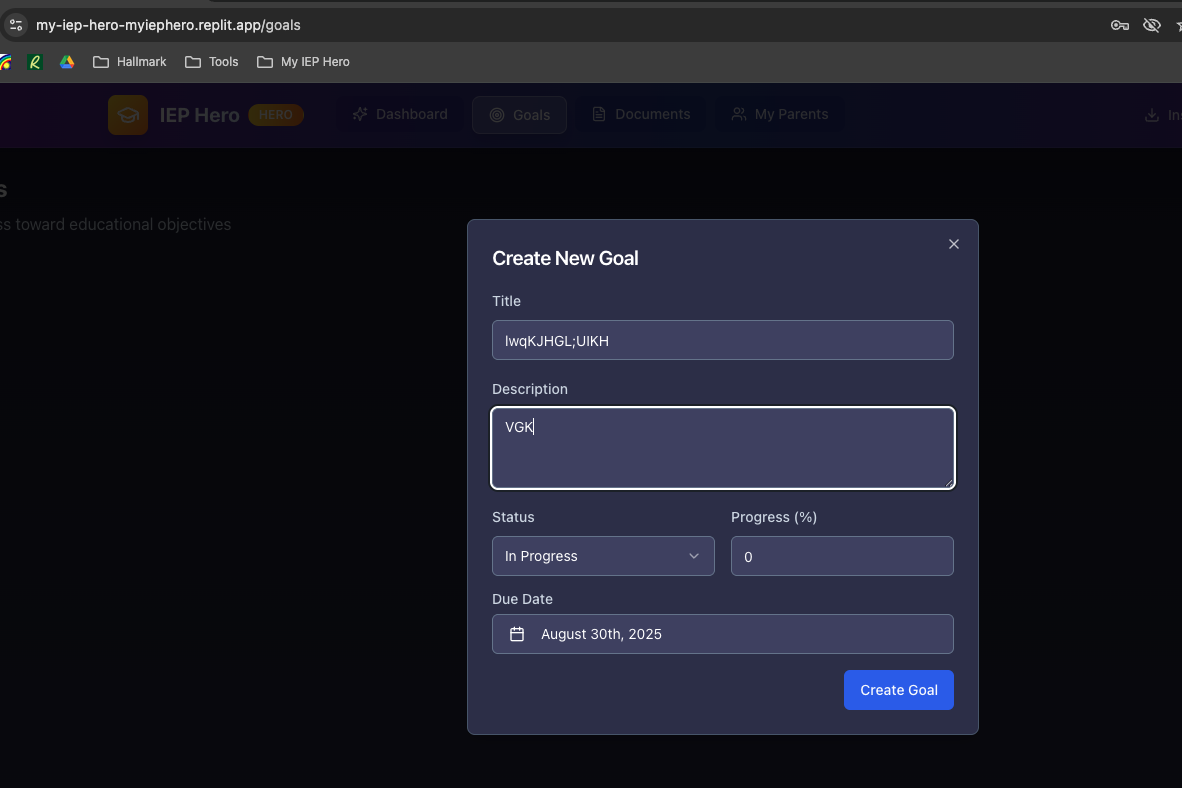 my-iep-hero-myiephero.replit.app/goals
Hallmark Tools My IEP Hero
IEP Hero HERO Dashboard Goals Documents My Parents
ss toward educational objectives
Create New Goal
Title
lwqKJHGL;UIKH
Description
VGK
Status Progress (%)
In Progress 0
Due Date
August 30th, 2025
Create Goal